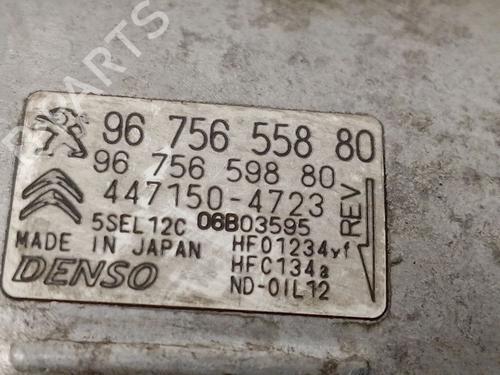 B-PARTS
96 756 558 80
96 756 598 80
447150-4723
5SEL12C 06B03595
MADE IN JAPAN HFO1234yf
DENSO HFC134a
ND-OIL12
REV